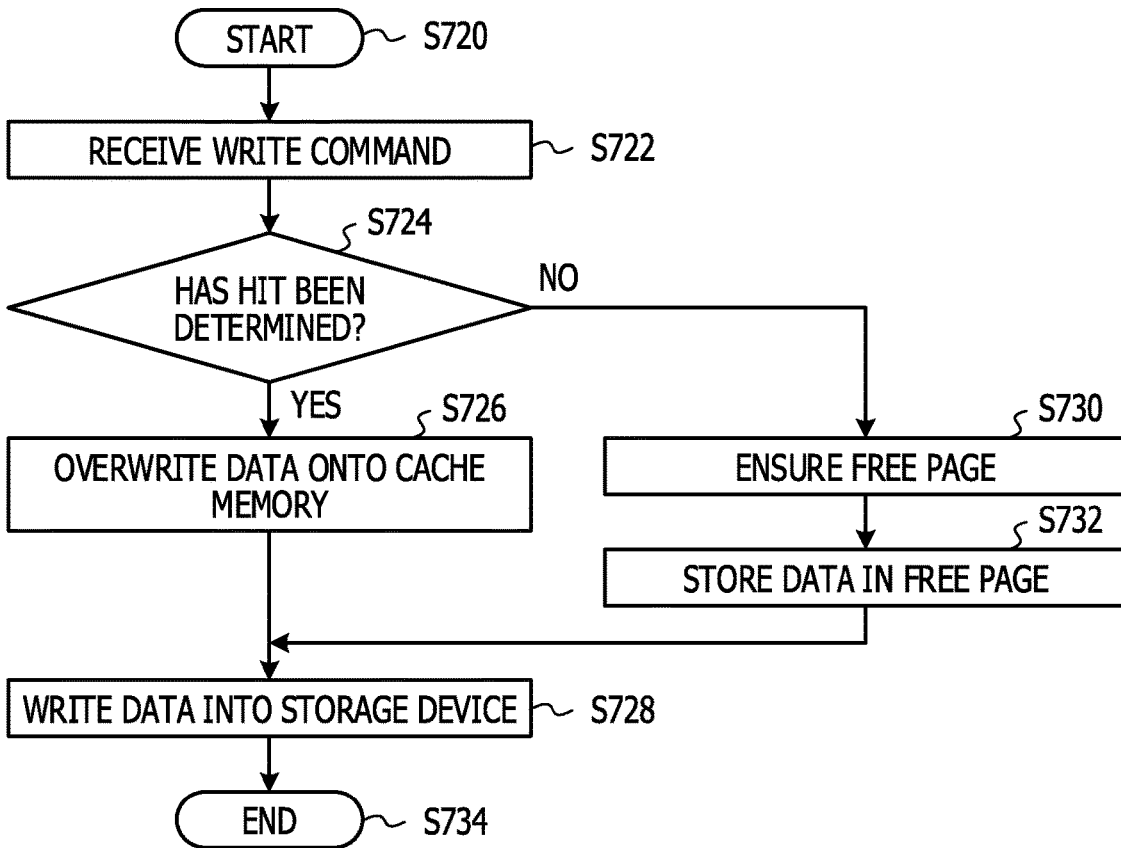 START
S720
RECEIVE WRITE COMMAND
S722
S724
HAS HIT BEEN
DETERMINED?
NO
YES
S726
OVERWRITE DATA ONTO CACHE
MEMORY
S730
ENSURE FREE PAGE
S732
STORE DATA IN FREE PAGE
WRITE DATA INTO STORAGE DEVICE
S728
END
S734